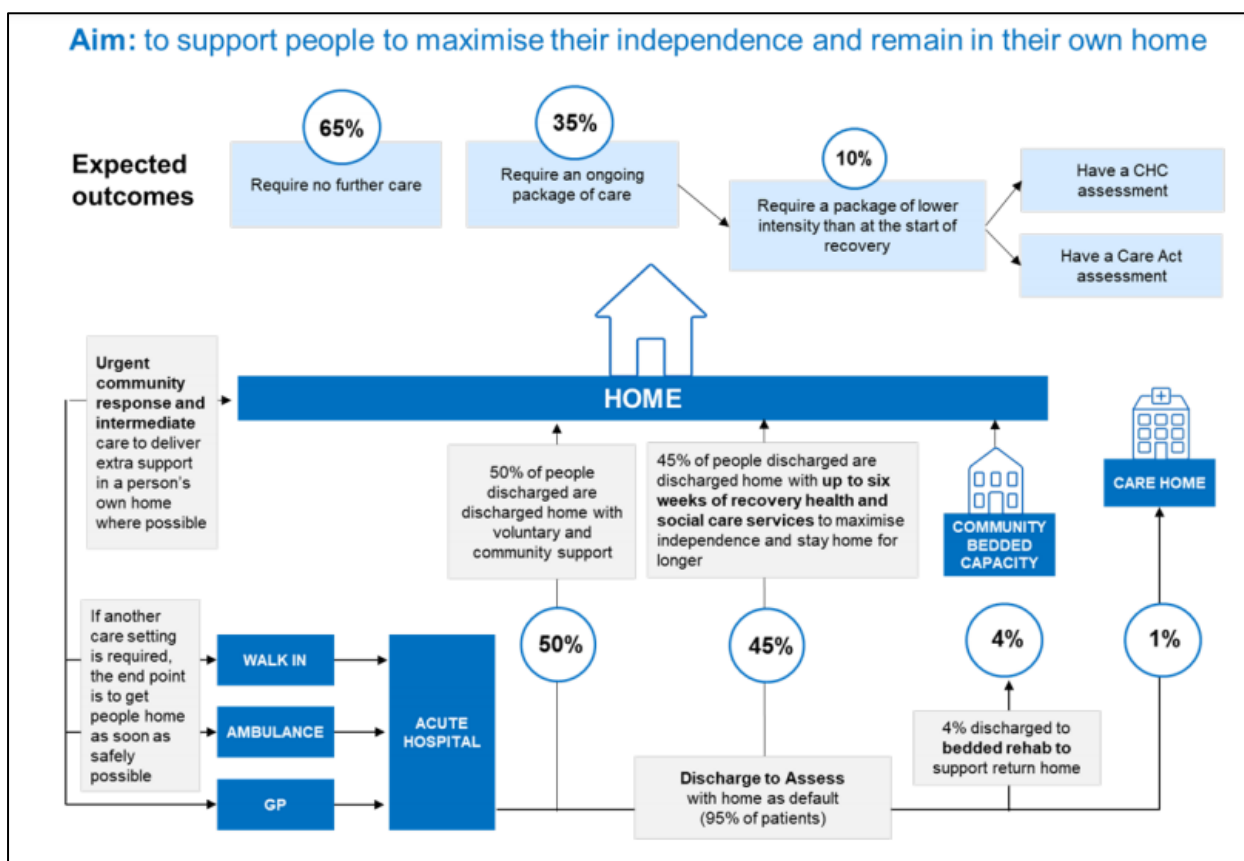 Aim: to support people to maximise their independence and remain in their own home
Expected
outcomes
65%
Require no further care
35%
Require an ongoing
package of care
10%
Require a package of lower
intensity than at the start of
recovery
Have a CHC
assessment
Have a Care Act
assessment
Urgent
community
response and
intermediate
care to deliver
extra support
in a person's
own home
where possible
HOME
50% of people
discharged are
discharged home with
voluntary and
community support
45% of people discharged are
discharged home with up to six
weeks of recovery health and
social care services to maximise
independence and stay home for
longer
COMMUNITY
BEDDED
CAPACITY
CARE HOME
If another
care setting
is required,
the end point
is to get
people home
as soon as
safely
possible
WALK IN
AMBULANCE
GP
ACUTE
HOSPITAL
50%
45%
4%
1%
Discharge to Assess
with home as default
(95% of patients)
4% discharged to
bedded rehab to
support return home